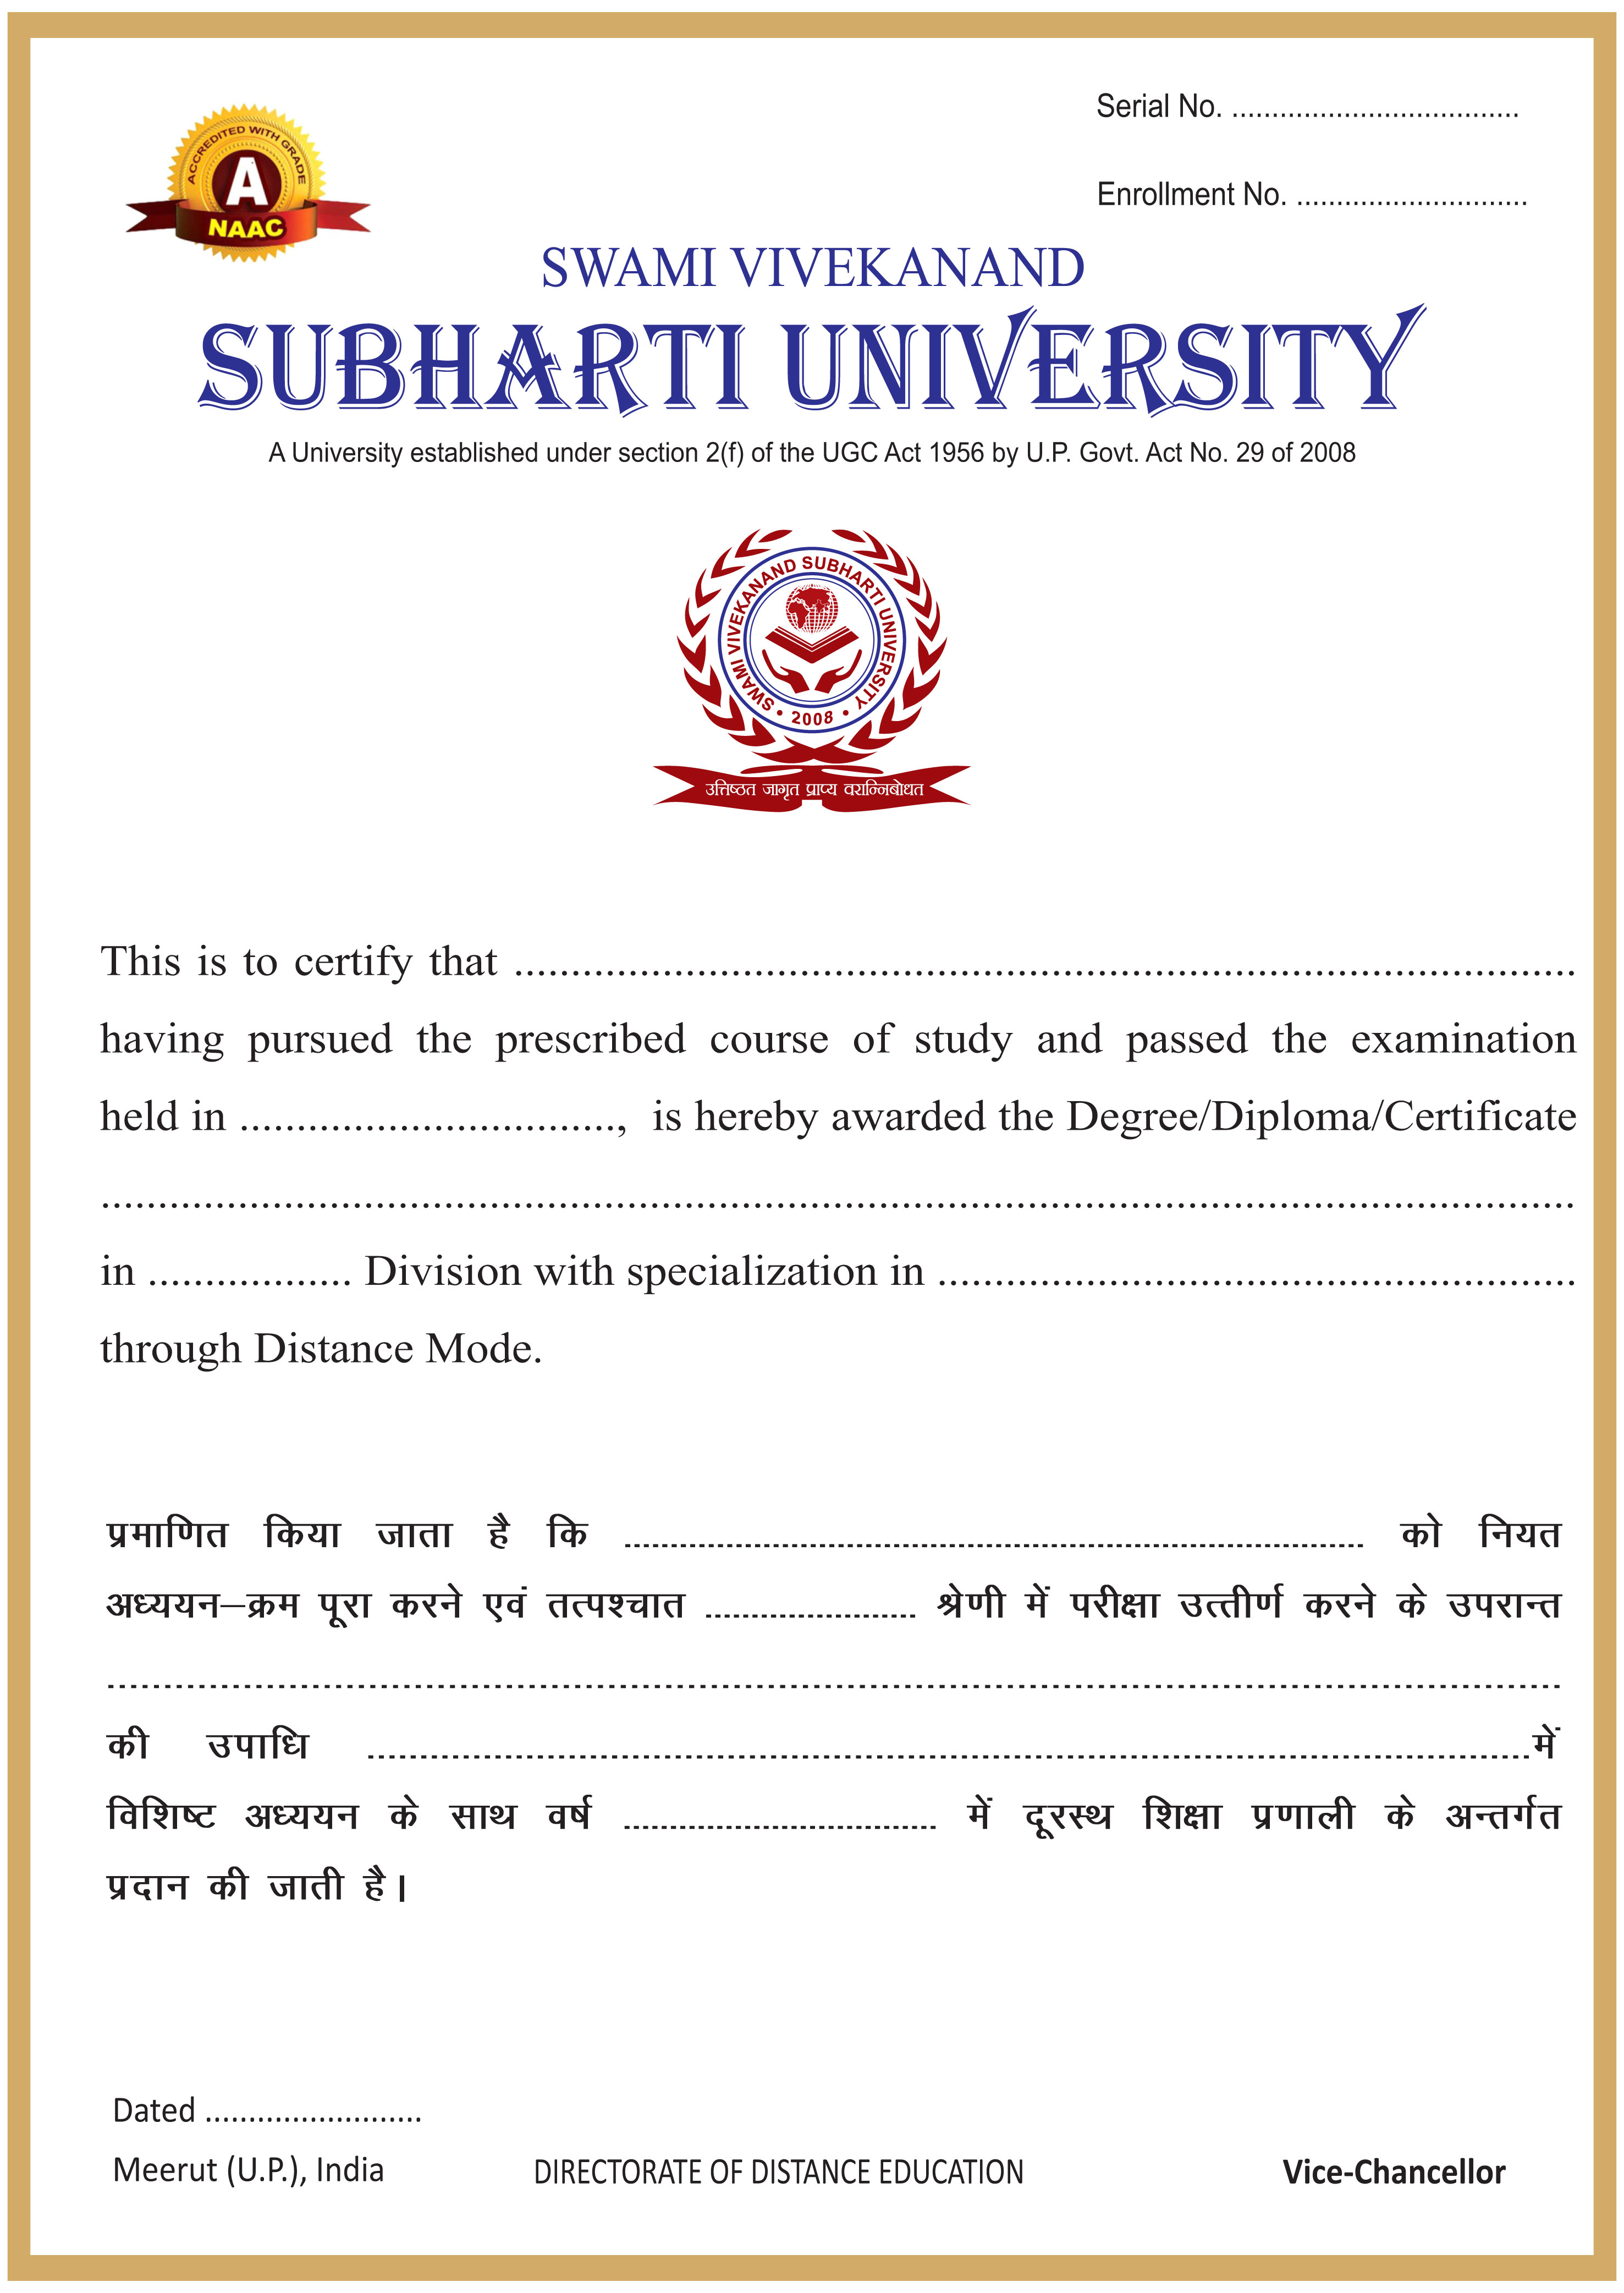 Serial No. ....................................
ACCREDITED WITH GRADE
A
NAAC
Enrollment No. .............................
SWAMI VIVEKANAND
SUBHARTI UNIVERSITY
A University established under section 2(f) of the UGC Act 1956 by U.P. Govt. Act No. 29 of 2008
SWAMI VIVEKANAND SUBHARTI UNIVERSITY
• 2008 •
उत्तिष्ठत जागृत प्राप्य वरान्निबोधत
This is to certify that ............................................................................................
having pursued the prescribed course of study and passed the examination
held in ................................., is hereby awarded the Degree/Diploma/Certificate
................................................................................................................................
in .................. Division with specialization in ........................................................
through Distance Mode.
प्रमाणित किया जाता है कि ................................................................................ को नियत
अध्ययन–क्रम पूरा करने एवं तत्पश्चात ....................... श्रेणी में परीक्षा उत्तीर्ण करने के उपरान्त
................................................................................................................................
की उपाधि ................................................................................................................में
विशिष्ट अध्ययन के साथ वर्ष .................................. में दूरस्थ शिक्षा प्रणाली के अन्तर्गत
प्रदान की जाती है।
Dated .........................
Meerut (U.P.), India
DIRECTORATE OF DISTANCE EDUCATION
Vice-Chancellor